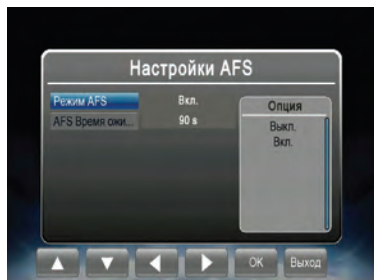 Настройки AFS
Режим AFS Вкл.
AFS Время ожи... 90 s
Опция
Выкл.
Вкл.
OK Выход